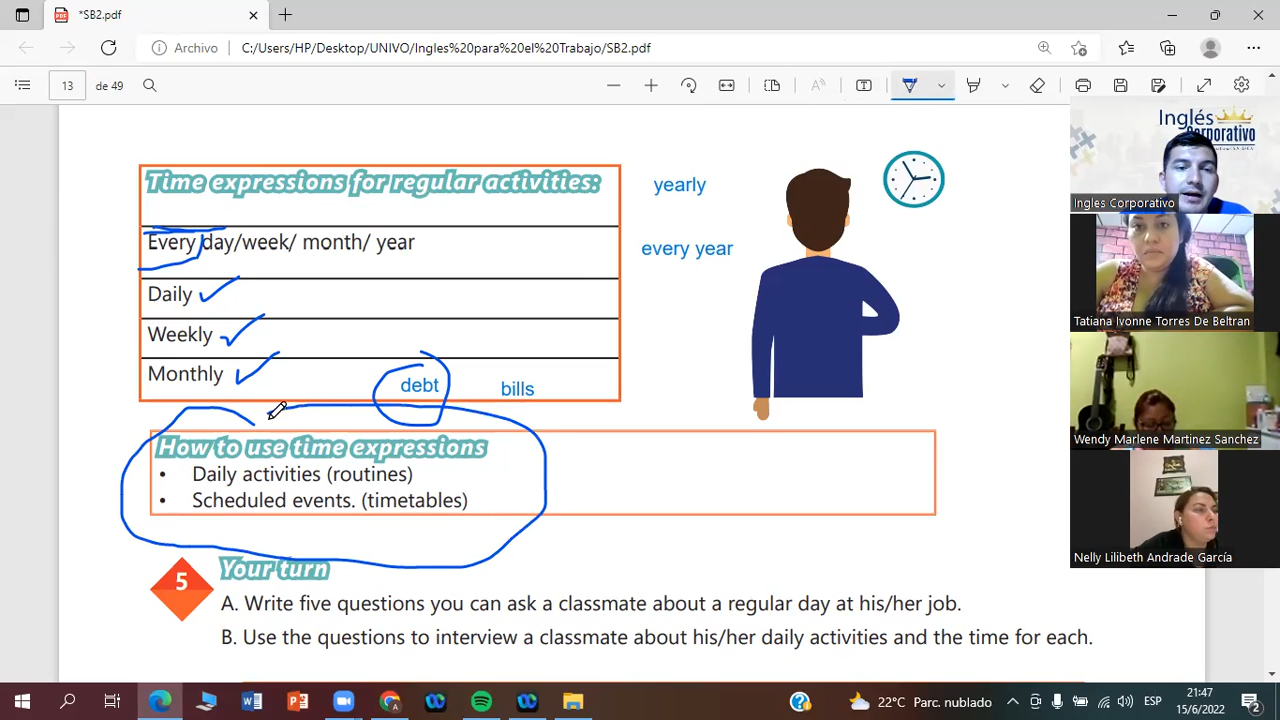 *SB2.pdf
Archivo
C:/Users/HP/Desktop/UNIVO/Ingles%20para%20el%20Trabajo/SB2.pdf
13 de 49
Time expressions for regular activities:
Every day/week/ month/ year
Daily
Weekly
Monthly
debt
bills
yearly
every year
How to use time expressions
• Daily activities (routines)
• Scheduled events. (timetables)
5
Your turn
A. Write five questions you can ask a classmate about a regular day at his/her job.
B. Use the questions to interview a classmate about his/her daily activities and the time for each.
Inglés
Corporativo
Ingles Corporativo
Tatiana Ivonne Torres De Beltran
Wendy Marlene Martinez Sanchez
Nelly Lilibeth Andrade García
22°C Parc. nublado
ESP
21:47
15/6/2022
2